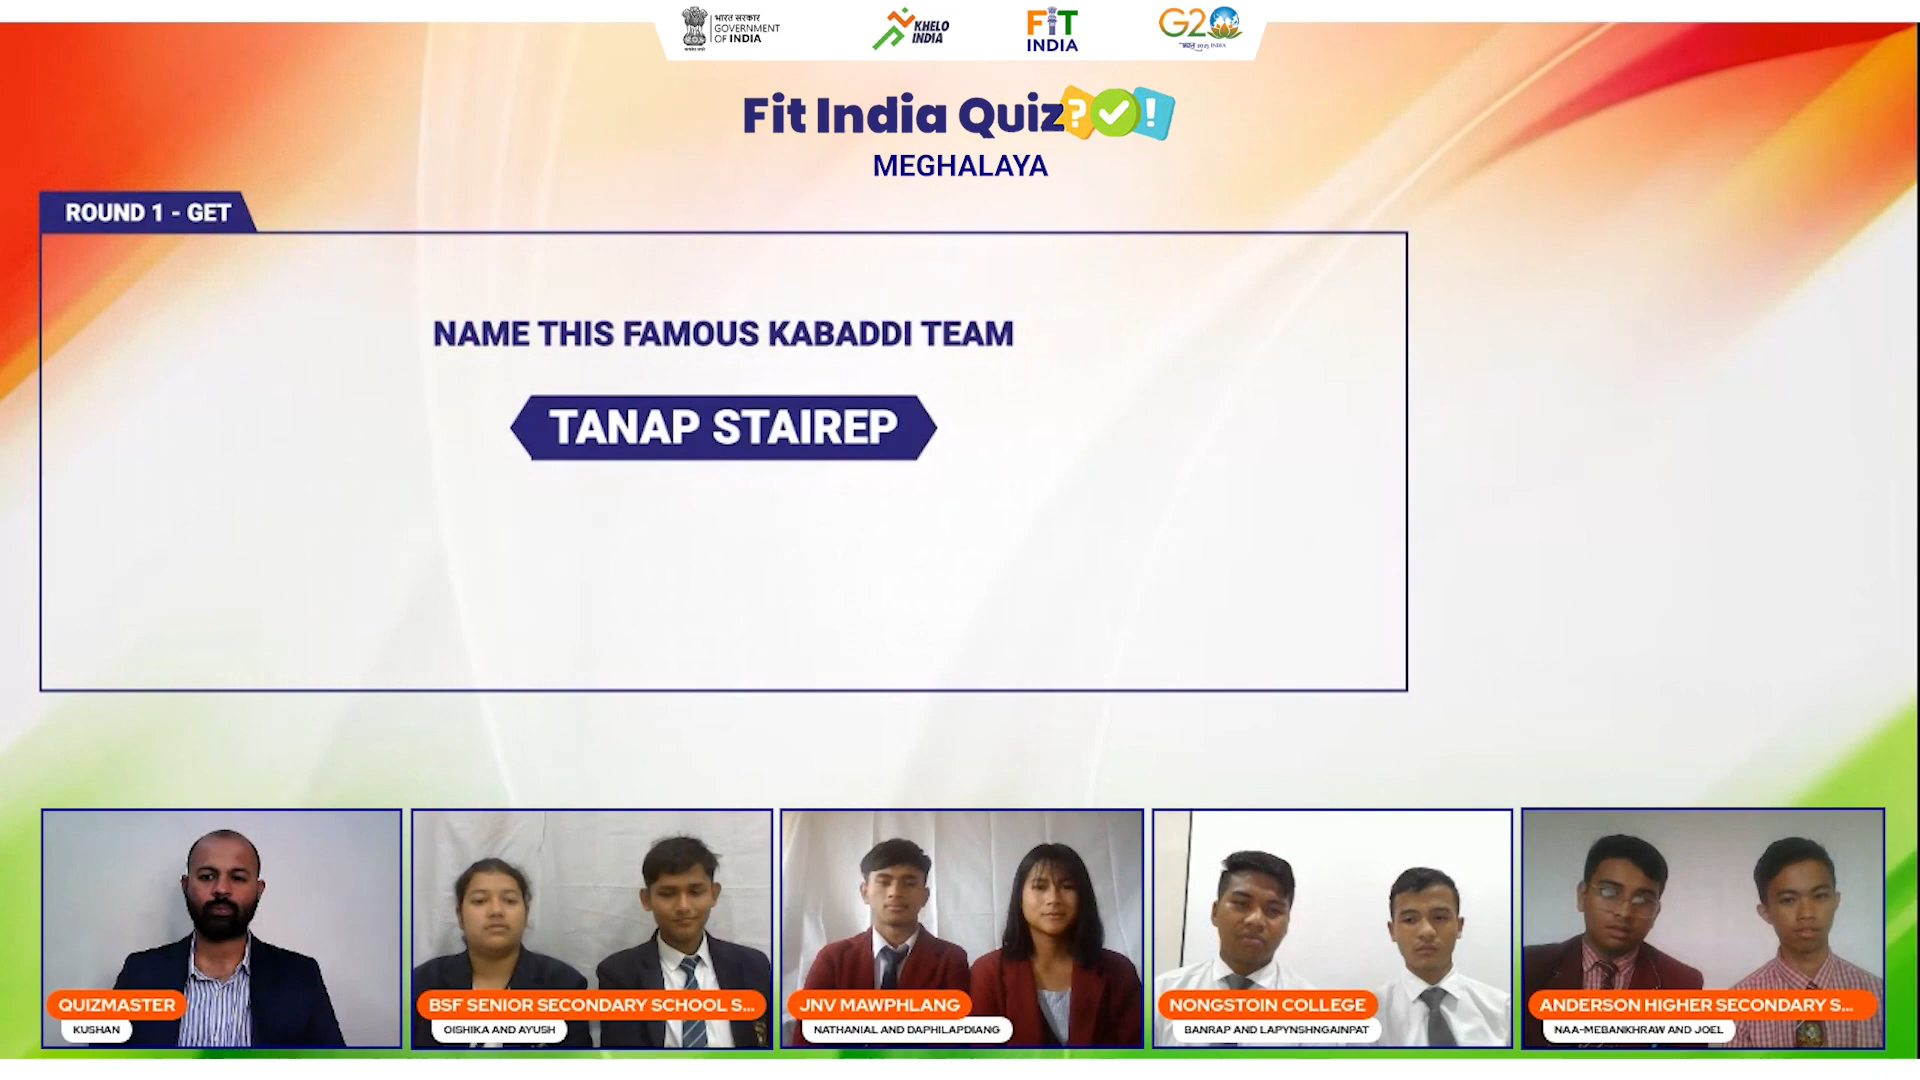 भारत सरकार
GOVERNMENT
OF INDIA
KHELO
INDIA
FIT
INDIA
G20
2023 INDIA
Fit India Quiz?!
MEGHALAYA
ROUND 1 - GET
NAME THIS FAMOUS KABADDI TEAM
TANAP STAIREP
QUIZMASTER
KUSHAN
BSF SENIOR SECONDARY SCHOOL S...
OISHIKA AND AYUSH
JNV MAWPHLANG
NATHANIAL AND DAPHILAPDIANG
NONGSTOIN COLLEGE
BANRAP AND LAPYNSHNGAINPAT
ANDERSON HIGHER SECONDARY S...
NAA-MEBANKHRAW AND JOEL